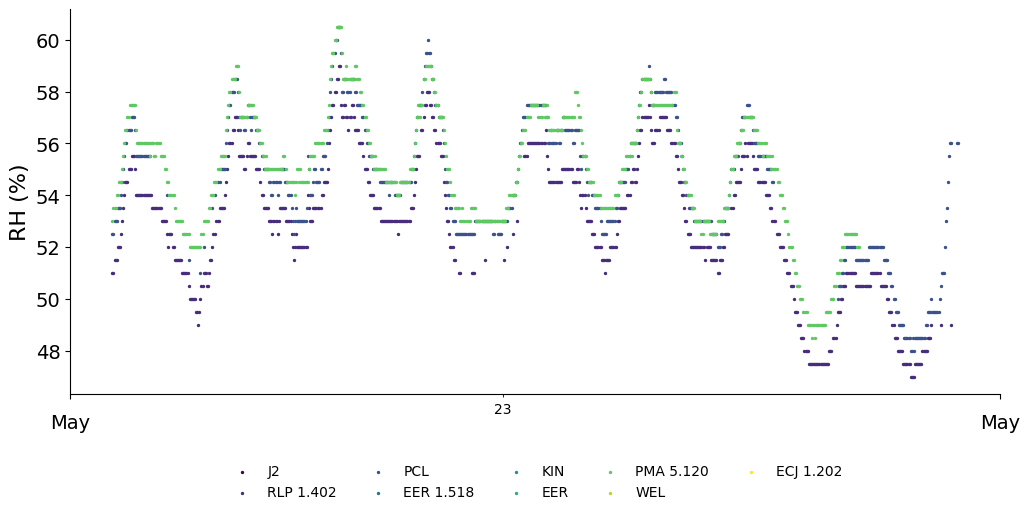 60
58
56
54
52
50
48
RH (%)
May
23
May
J2
PCL
KIN
PMA 5.120
ECJ 1.202
RLP 1.402
EER 1.518
EER
WEL